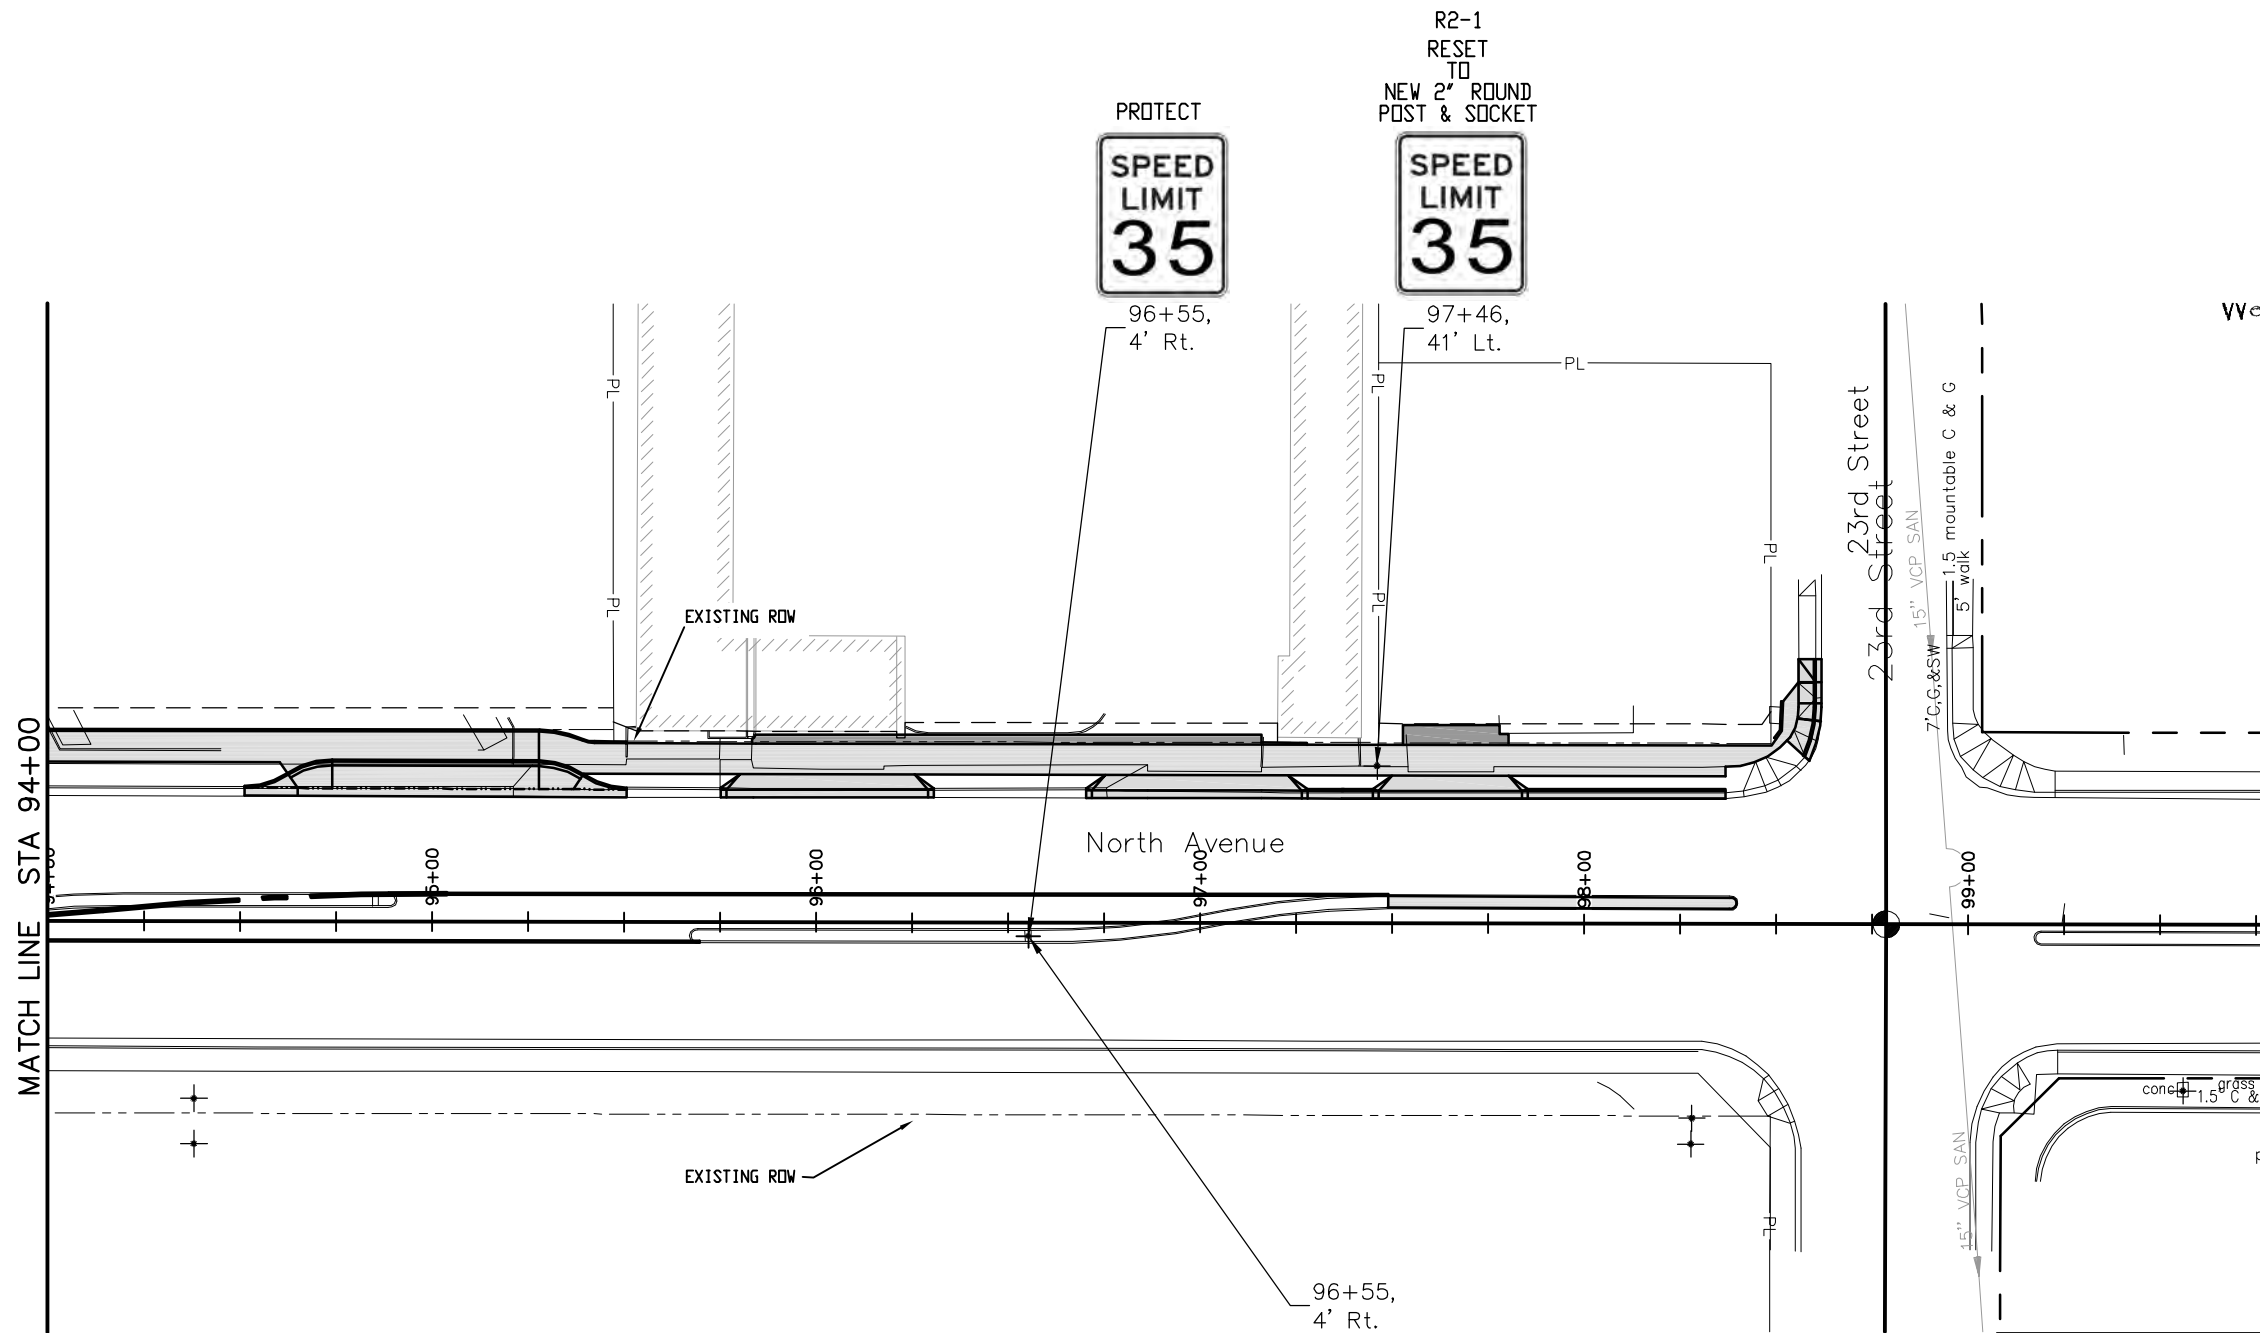 R2-1
RESET
TO
NEW 2" ROUND
POST & SOCKET
PROTECT
SPEED
LIMIT
35
SPEED
LIMIT
35
96+55,
4' Rt.
97+46,
41' Lt.
PL
PL
PL
PL
PL
PL
EXISTING ROW
23rd Street
23rd Street
15" VCP SAN
1.5 mountable C & G
5' walk
7'C,G,&SW
MATCH LINE STA 94+00
North Avenue
94+00
95+00
96+00
97+00
98+00
99+00
EXISTING ROW
96+55,
4' Rt.
PL
15" VCP SAN
conc
grass
1.5' C &